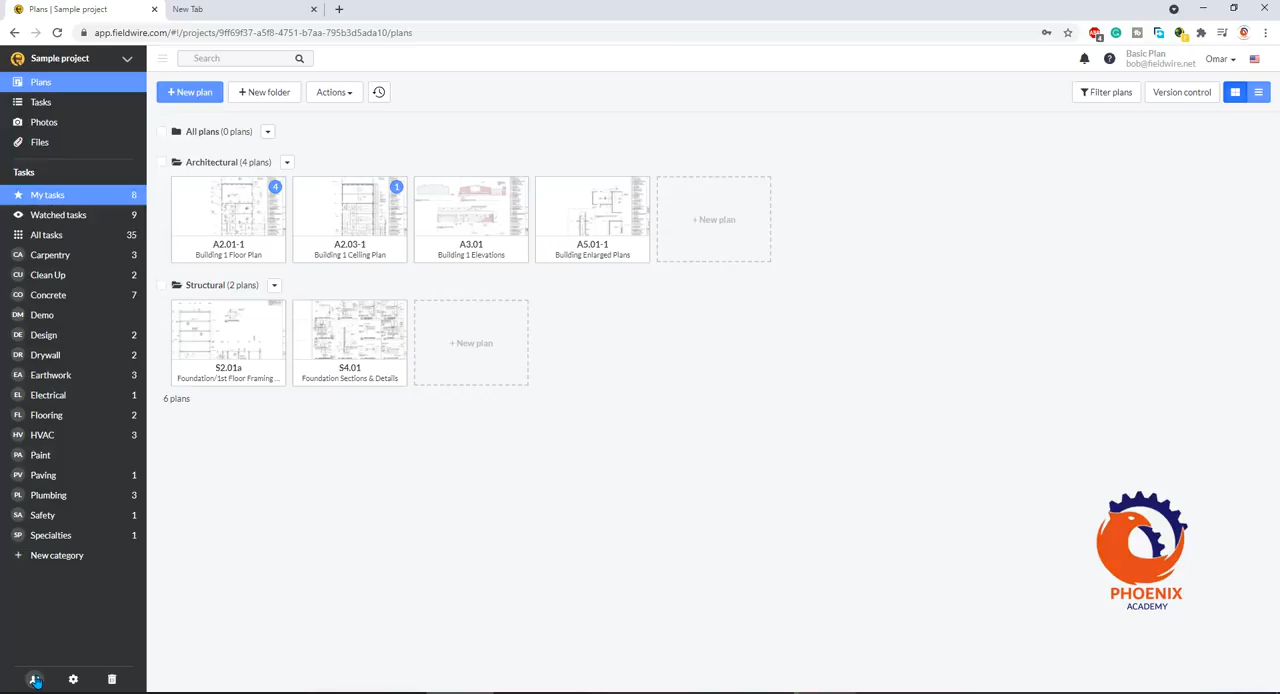 Plans | Sample project
New Tab
app.fieldwire.com/#!/projects/9ff69f37-a5f8-4751-b7aa-795b3d5ada10/plans
Sample project
Search
Basic Plan
bob@fieldwire.net
Omar
Plans
Tasks
Photos
Files
Tasks
My tasks 8
Watched tasks 9
All tasks 35
CA Carpentry 3
CU Clean Up 2
CO Concrete 7
DM Demo
DE Design 2
DR Drywall 2
EA Earthwork 3
EL Electrical 1
FL Flooring 2
HV HVAC 3
PA Paint
PV Paving 1
PL Plumbing 3
SA Safety 1
SP Specialties 1
+ New category
+ New plan
+ New folder
Actions
Filter plans
Version control
All plans (0 plans)
Architectural (4 plans)
4
1
A2.01-1
Building 1 Floor Plan
A2.03-1
Building 1 Ceiling Plan
A3.01
Building 1 Elevations
A5.01-1
Building Enlarged Plans
+ New plan
Structural (2 plans)
S2.01a
Foundation/1st Floor Framing ...
S4.01
Foundation Sections & Details
+ New plan
6 plans
PHOENIX
ACADEMY